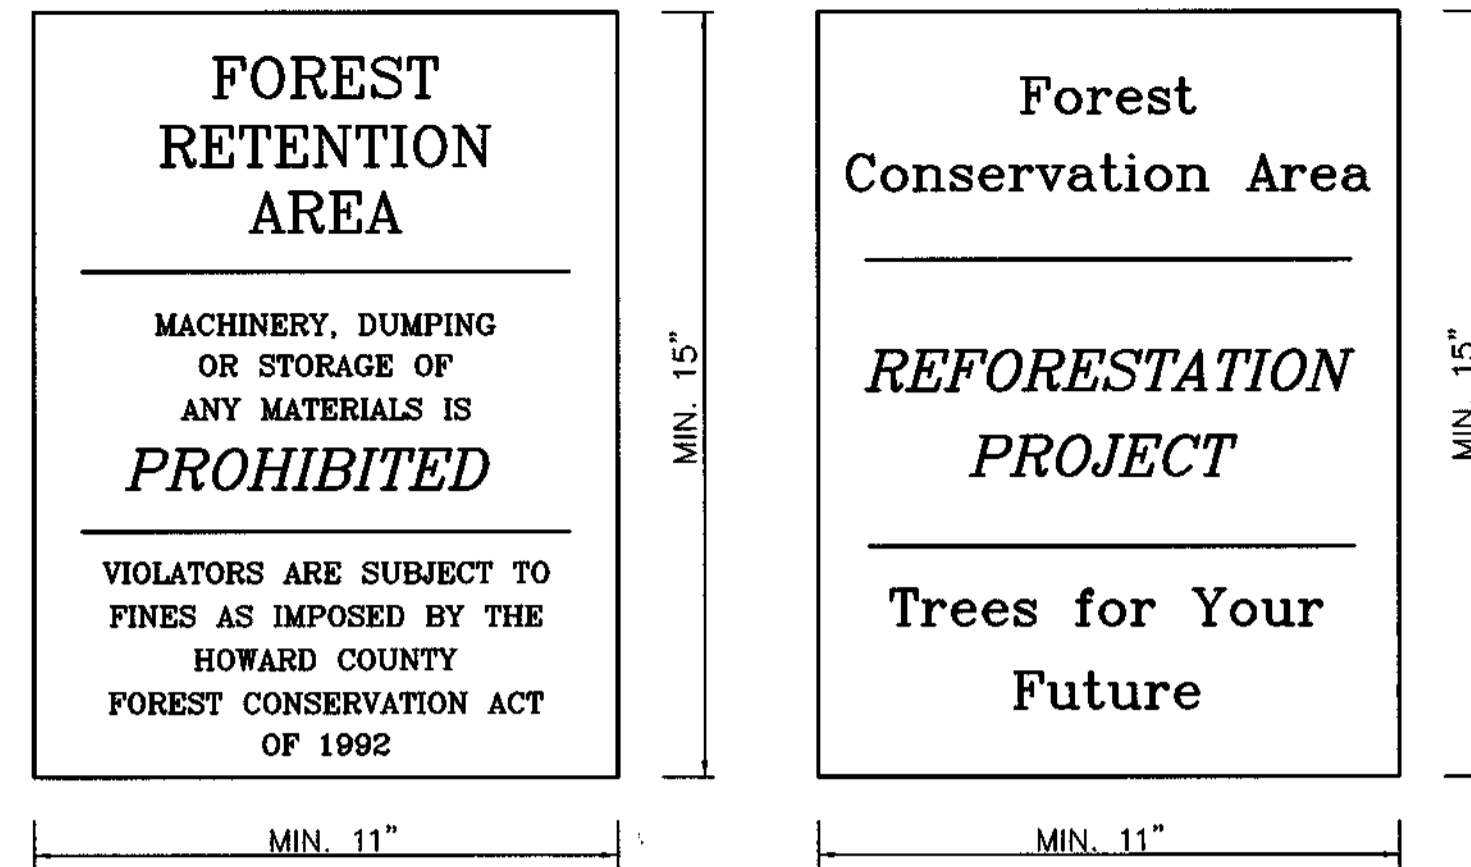 FOREST
RETENTION
AREA
MACHINERY, DUMPING
OR STORAGE OF
ANY MATERIALS IS
PROHIBITED
VIOLATORS ARE SUBJECT TO
FINES AS IMPOSED BY THE
HOWARD COUNTY
FOREST CONSERVATION ACT
OF 1992
MIN. 15"
MIN. 11"
Forest
Conservation Area
REFORESTATION
PROJECT
Trees for Your
Future
MIN. 15"
MIN. 11"